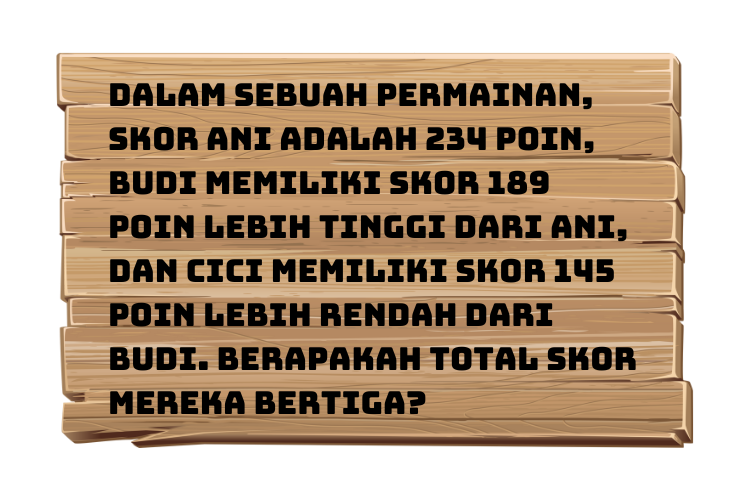 DALAM SEBUAH PERMAINAN,
SKOR ANI ADALAH 234 POIN,
BUDI MEMILIKI SKOR 189
POIN LEBIH TINGGI DARI ANI,
DAN CICI MEMILIKI SKOR 145
POIN LEBIH RENDAH DARI
BUDI. BERAPAKAH TOTAL SKOR
MEREKA BERTIGA?